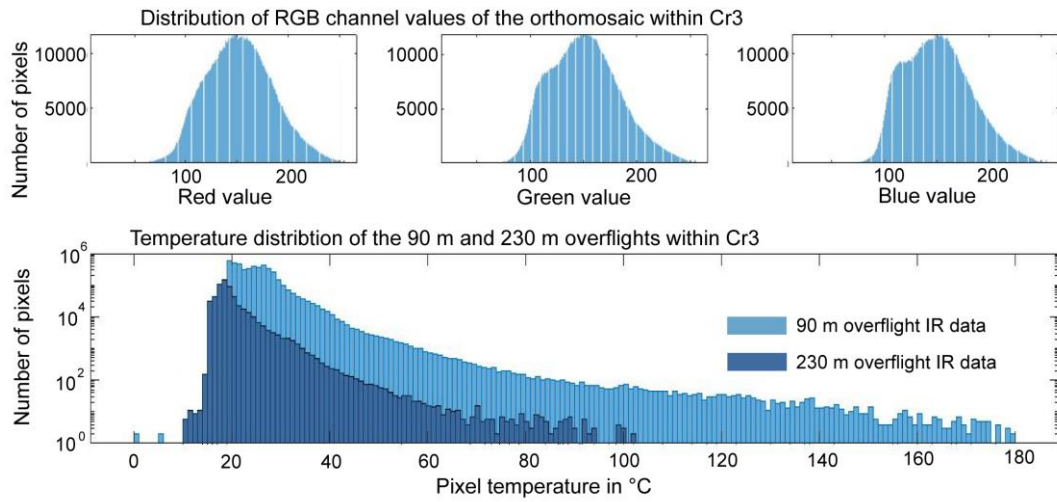 Distribution of RGB channel values of the orthomosaic within Cr3
Number of pixels
10000
5000
100
200
Red value
10000
5000
100
200
Green value
10000
5000
100
200
Blue value
Temperature distribtion of the 90 m and 230 m overflights within Cr3
Number of pixels
10^6
10^4
10^2
10^0
90 m overflight IR data
230 m overflight IR data
0 20 40 60 80 100 120 140 160 180
Pixel temperature in °C